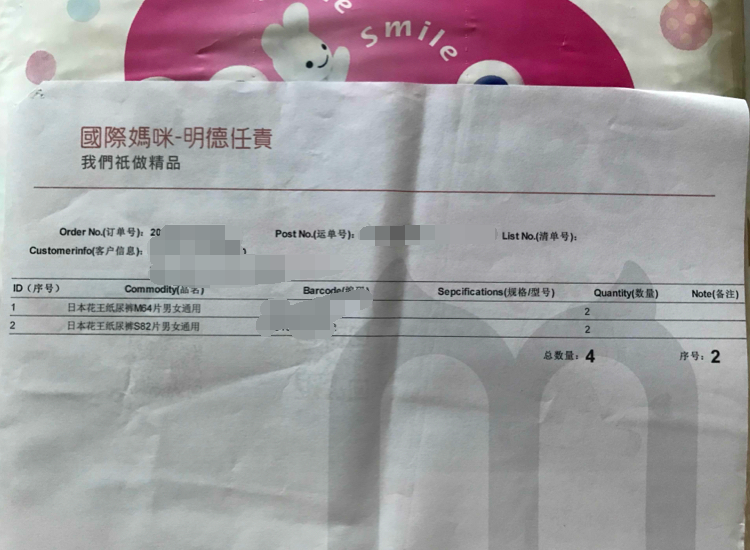 Smile
國際媽咪-明德任責
我們祇做精品
Order No.(订单号): 20 Post No.(运单号): List No.(清单号):
Customerinfo(客户信息):
ID (序号) Commodity(品名) Barcode Sepcifications(规格/型号) Quantity(数量) Note(备注)
1 日本花王纸尿裤M64片男女通用 2
2 日本花王纸尿裤S82片男女通用 2
总数量: 4 序号: 2